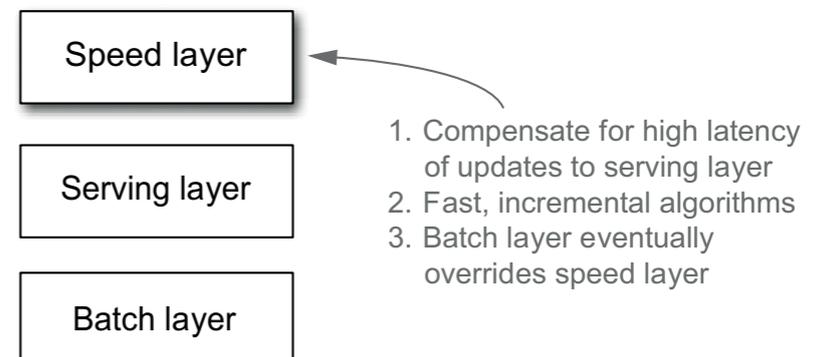 Speed layer
1. Compensate for high latency
of updates to serving layer
2. Fast, incremental algorithms
3. Batch layer eventually
overrides speed layer
Serving layer
Batch layer